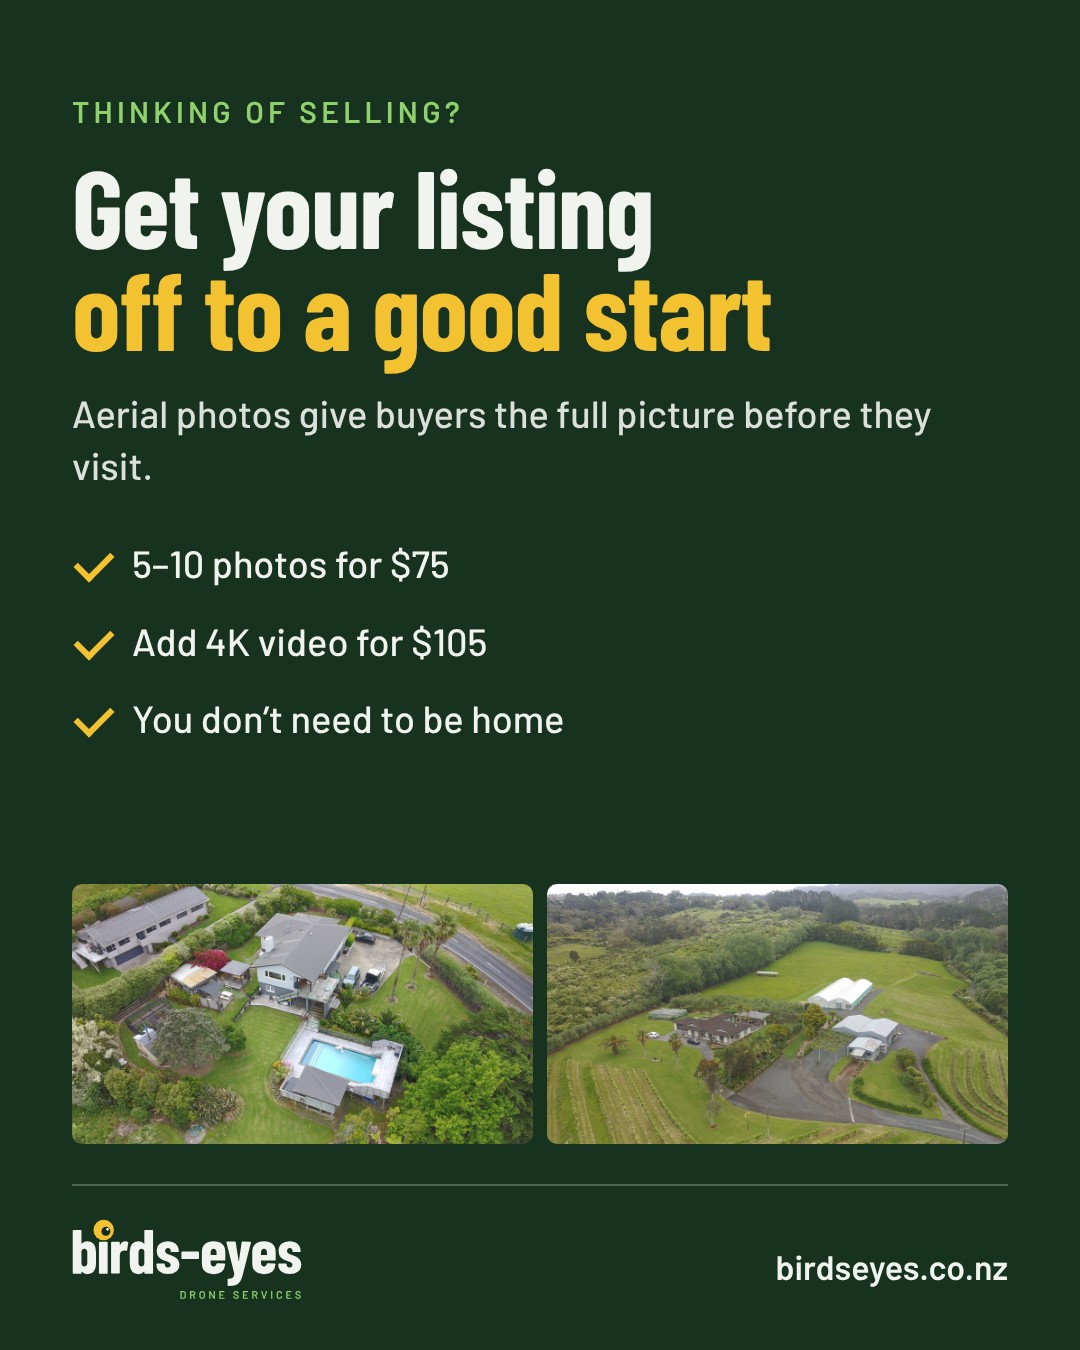 THINKING OF SELLING?
Get your listing
off to a good start
Aerial photos give buyers the full picture before they
visit.
5–10 photos for $75
Add 4K video for $105
You don’t need to be home
birds-eyes
DRONE SERVICES
birdseyes.co.nz